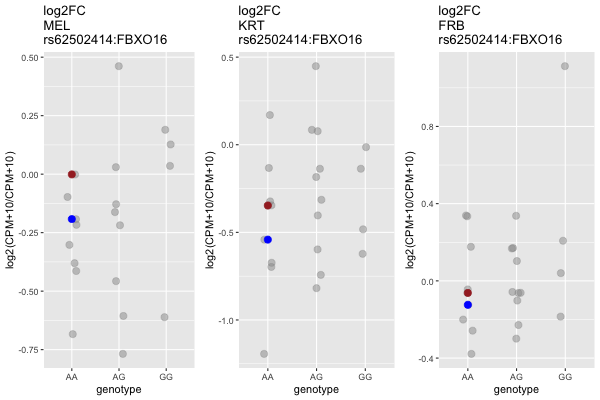 log2FC
MEL
rs62502414:FBXO16
log2(CPM+10/CPM+10)
0.50
0.25
0.00
-0.25
-0.50
-0.75
AA AG GG
genotype
log2FC
KRT
rs62502414:FBXO16
log2(CPM+10/CPM+10)
0.5
0.0
-0.5
-1.0
AA AG GG
genotype
log2FC
FRB
rs62502414:FBXO16
log2(CPM+10/CPM+10)
0.8
0.4
0.0
-0.4
AA AG GG
genotype